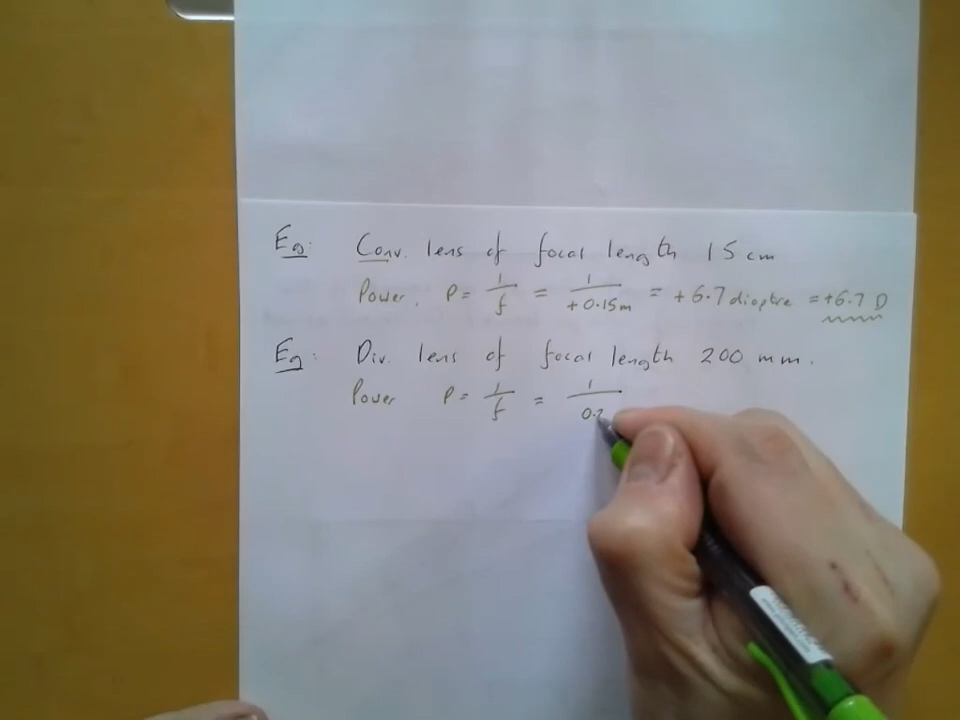 Eg: Conv. lens of focal length 15 cm
Power. P = 1/f = 1/+0.15m = +6.7 dioptre = +6.7 D
Eg: Div. lens of focal length 200 mm.
Power P = 1/f = 1/0.2